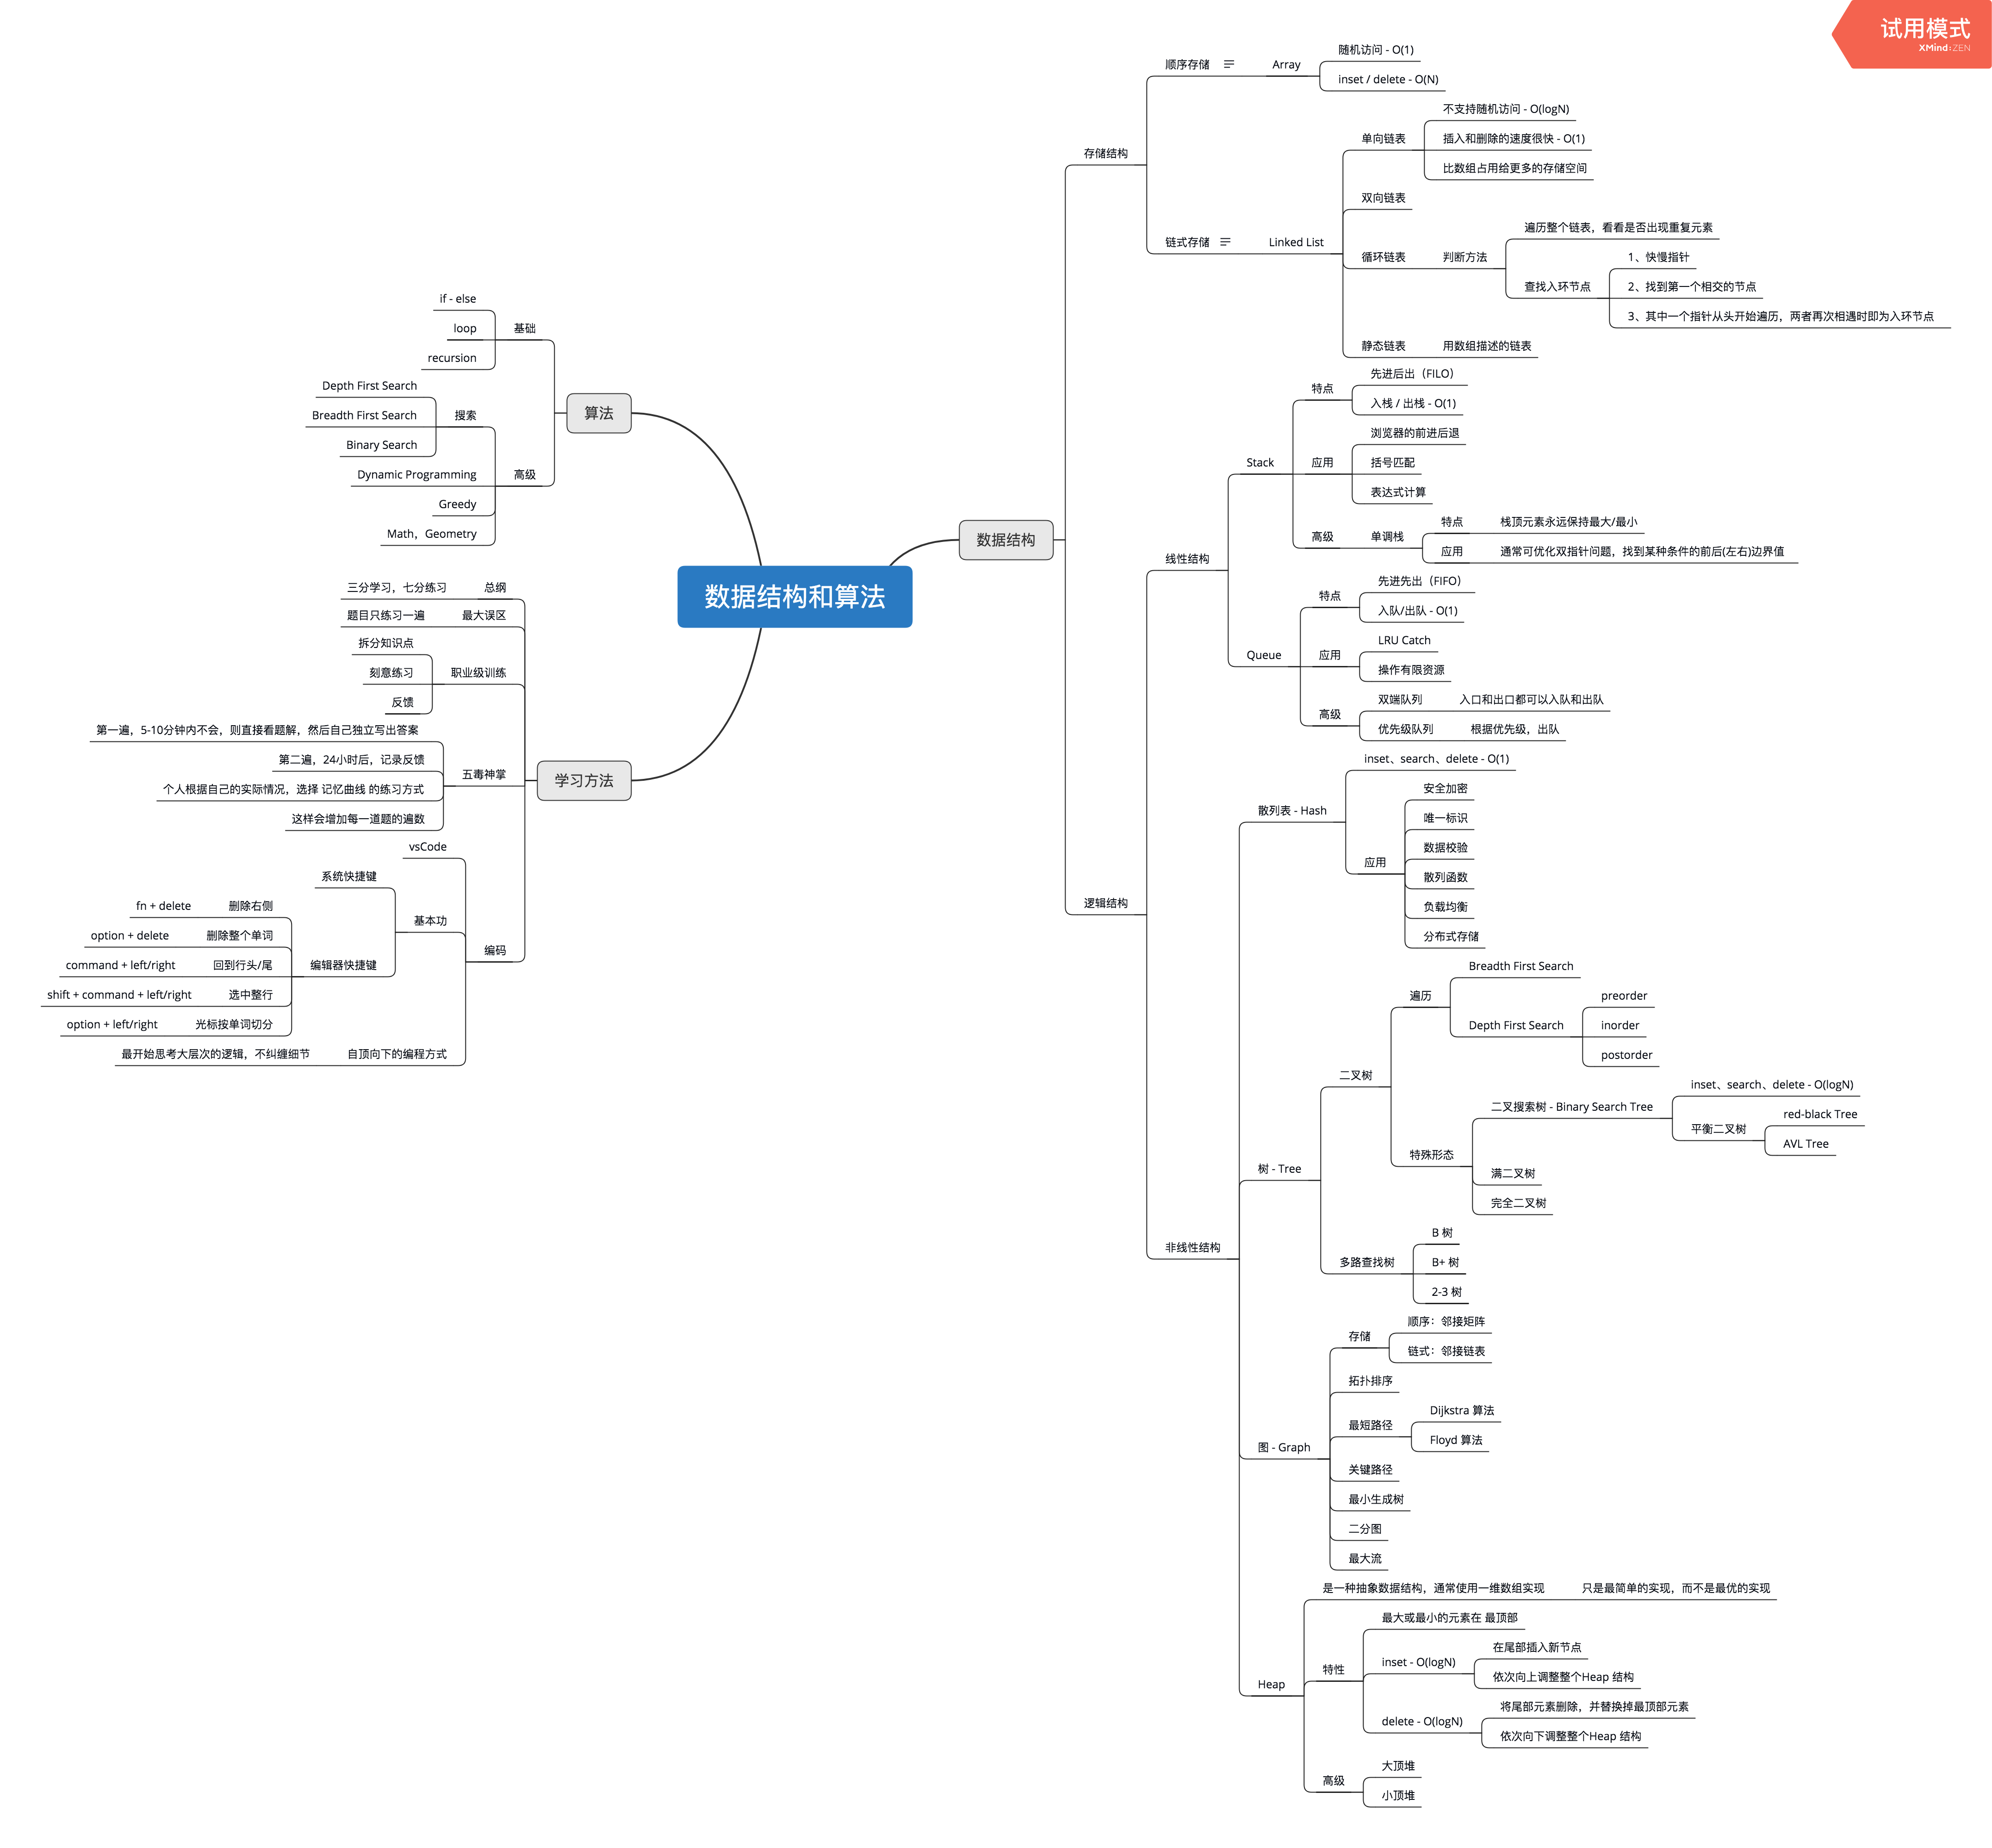 试用模式
XMind:ZEN
数据结构和算法
数据结构
存储结构
顺序存储
Array
随机访问 - O(1)
inset / delete - O(N)
链式存储
Linked List
单向链表
不支持随机访问 - O(logN)
插入和删除的速度很快 - O(1)
比数组占用给更多的存储空间
双向链表
循环链表
判断方法
遍历整个链表，看看是否出现重复元素
查找入环节点
1、快慢指针
2、找到第一个相交的节点
3、其中一个指针从头开始遍历，两者再次相遇时即为入环节点
静态链表
用数组描述的链表
逻辑结构
线性结构
Stack
特点
先进后出（FILO）
入栈 / 出栈 - O(1)
应用
浏览器的前进后退
括号匹配
表达式计算
高级
单调栈
特点
栈顶元素永远保持最大/最小
应用
通常可优化双指针问题，找到某种条件的前后(左右)边界值
Queue
特点
先进先出（FIFO）
入队/出队 - O(1)
应用
LRU Catch
操作有限资源
高级
双端队列
入口和出口都可以入队和出队
优先级队列
根据优先级，出队
非线性结构
散列表 - Hash
inset、search、delete - O(1)
应用
安全加密
唯一标识
数据校验
散列函数
负载均衡
分布式存储
树 - Tree
二叉树
遍历
Breadth First Search
Depth First Search
preorder
inorder
postorder
特殊形态
二叉搜索树 - Binary Search Tree
inset、search、delete - O(logN)
平衡二叉树
red-black Tree
AVL Tree
满二叉树
完全二叉树
多路查找树
B 树
B+ 树
2-3 树
图 - Graph
存储
顺序：邻接矩阵
链式：邻接链表
拓扑排序
最短路径
Dijkstra 算法
Floyd 算法
关键路径
最小生成树
二分图
最大流
Heap
是一种抽象数据结构，通常使用一维数组实现
只是最简单的实现，而不是最优的实现
特性
最大或最小的元素在 最顶部
inset - O(logN)
在尾部插入新节点
依次向上调整整个Heap 结构
delete - O(logN)
将尾部元素删除，并替换掉最顶部元素
依次向下调整整个Heap 结构
高级
大顶堆
小顶堆
算法
基础
if - else
loop
recursion
高级
搜索
Depth First Search
Breadth First Search
Binary Search
Dynamic Programming
Greedy
Math，Geometry
学习方法
总纲
三分学习，七分练习
最大误区
题目只练习一遍
职业级训练
拆分知识点
刻意练习
反馈
五毒神掌
第一遍，5-10分钟内不会，则直接看题解，然后自己独立写出答案
第二遍，24小时后，记录反馈
个人根据自己的实际情况，选择 记忆曲线 的练习方式
这样会增加每一道题的遍数
编码
vsCode
基本功
系统快捷键
编辑器快捷键
删除右侧
fn + delete
删除整个单词
option + delete
回到行头/尾
command + left/right
选中整行
shift + command + left/right
光标按单词切分
option + left/right
自顶向下的编程方式
最开始思考大层次的逻辑，不纠缠细节